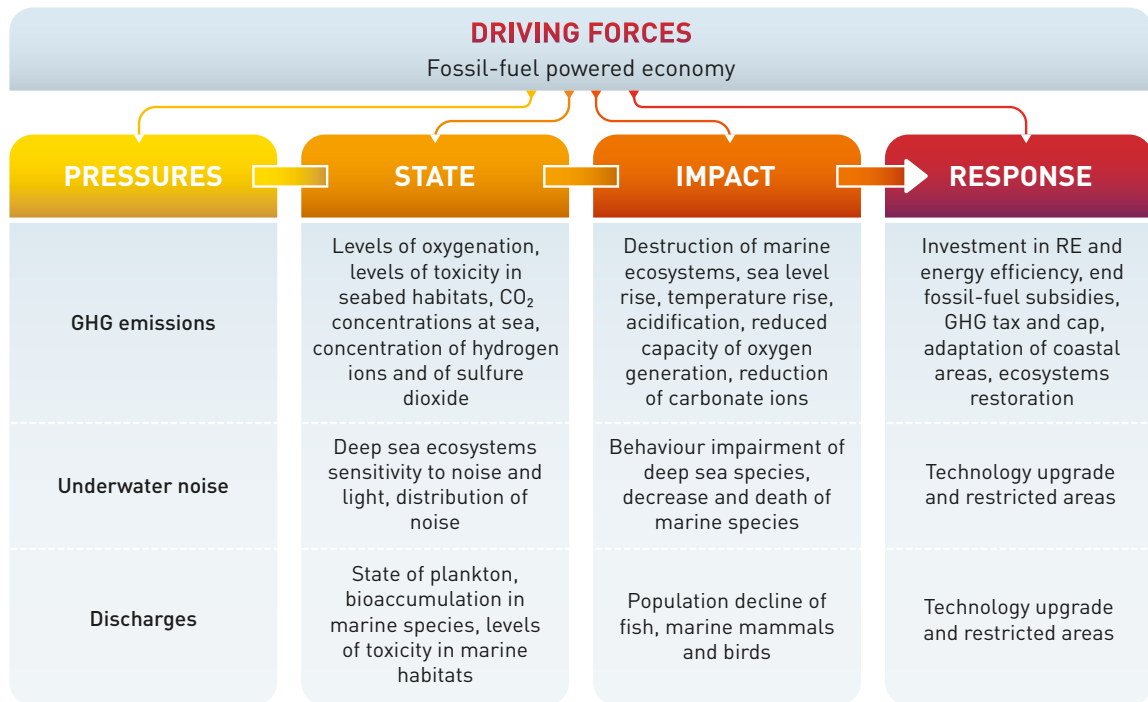 DRIVING FORCES
Fossil-fuel powered economy
PRESSURES
STATE
IMPACT
RESPONSE
GHG emissions
Levels of oxygenation,
levels of toxicity in
seabed habitats, CO₂
concentrations at sea,
concentration of hydrogen
ions and of sulfure
dioxide
Destruction of marine
ecosystems, sea level
rise, temperature rise,
acidification, reduced
capacity of oxygen
generation, reduction
of carbonate ions
Investment in RE and
energy efficiency, end
fossil-fuel subsidies,
GHG tax and cap,
adaptation of coastal
areas, ecosystems
restoration
Underwater noise
Deep sea ecosystems
sensitivity to noise and
light, distribution of
noise
Behaviour impairment of
deep sea species,
decrease and death of
marine species
Technology upgrade
and restricted areas
Discharges
State of plankton,
bioaccumulation in
marine species, levels
of toxicity in marine
habitats
Population decline of
fish, marine mammals
and birds
Technology upgrade
and restricted areas